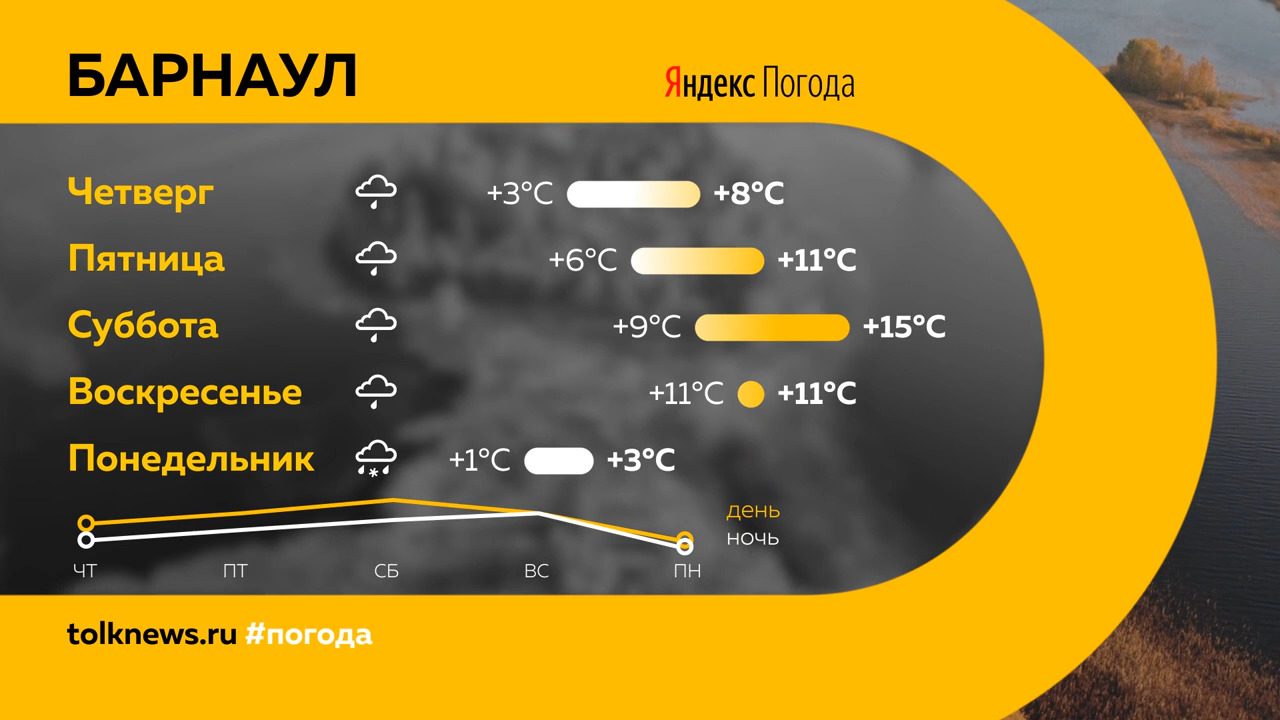 БАРНАУЛ
Яндекс Погода
Четверг +3°C +8°C
Пятница +6°C +11°C
Суббота +9°C +15°C
Воскресенье +11°C +11°C
Понедельник +1°C +3°C
день
ночь
ЧТ ПТ СБ ВС ПН
tolknews.ru #погода